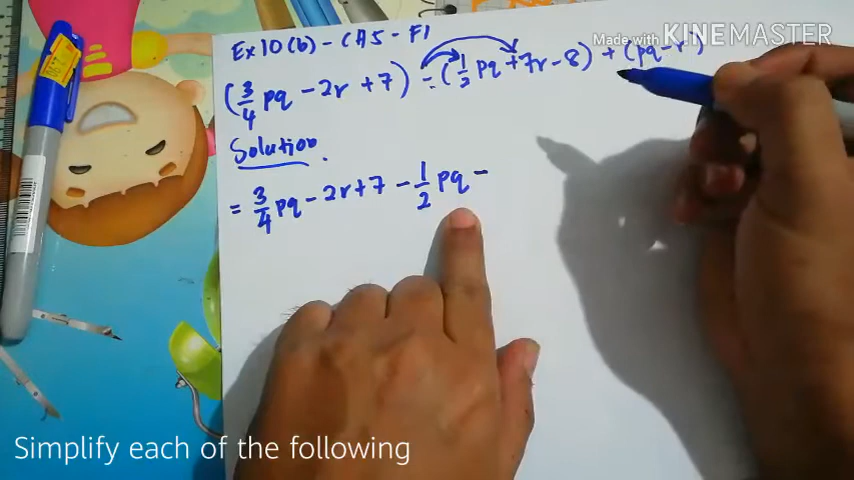 Made with KINEMASTER
Ex 10(b) - CA5 - F1
(3/4 pq - 2r + 7) - (1/2 pq + 7r - 8) + (pq - r)
Solution.
= 3/4 pq - 2r + 7 - 1/2 pq -
Simplify each of the following